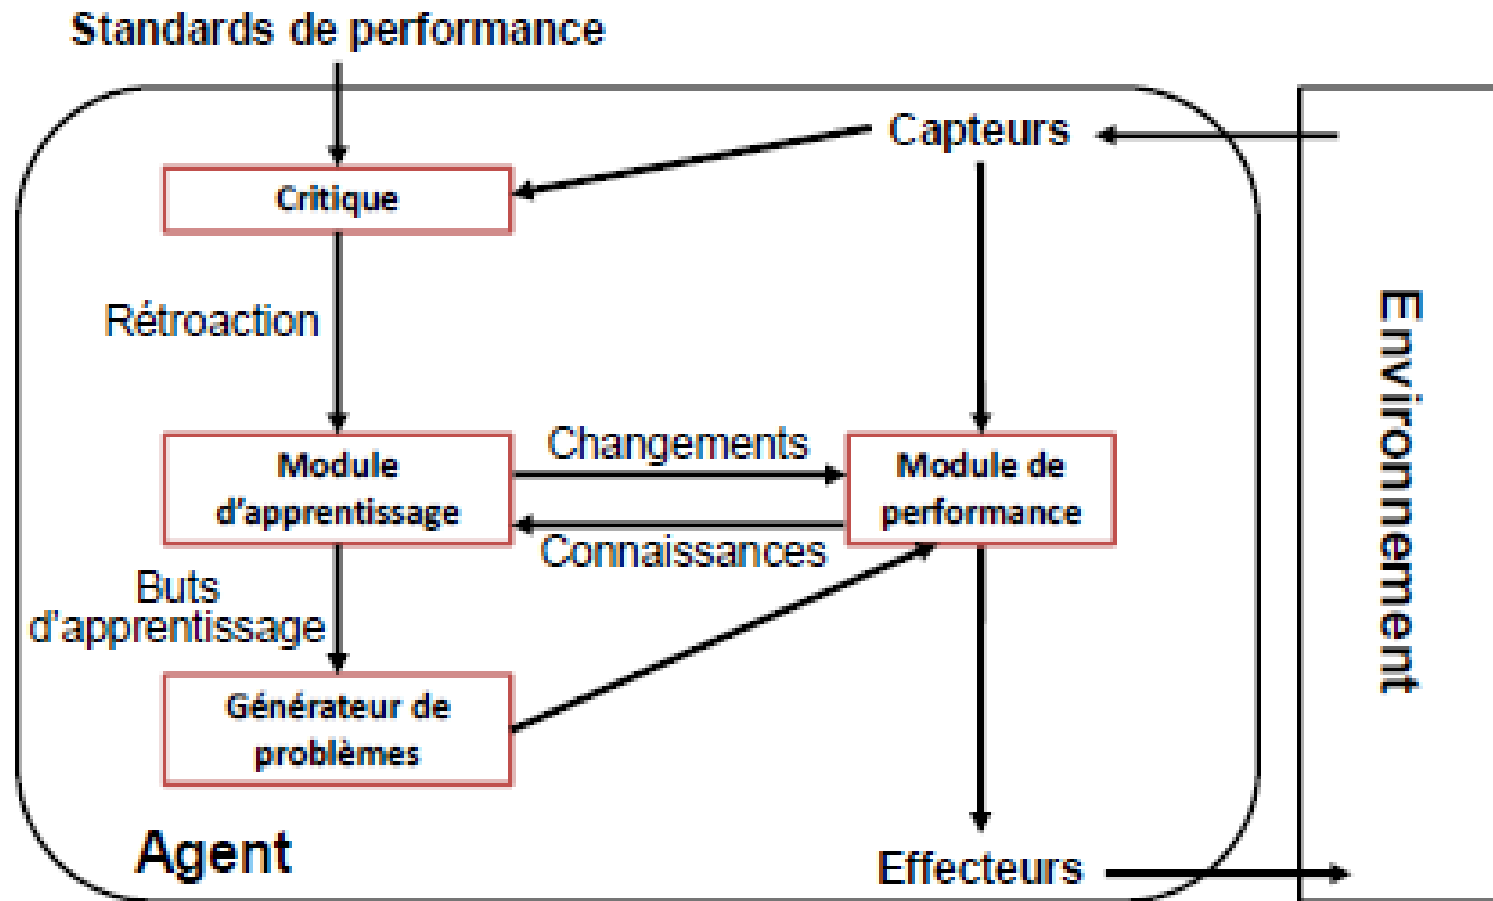 Standards de performance
Capteurs
Critique
Rétroaction
Changements
Module
d'apprentissage
Module de
performance
Connaissances
Buts
d'apprentissage
Générateur de
problèmes
Agent
Effecteurs
Environnement